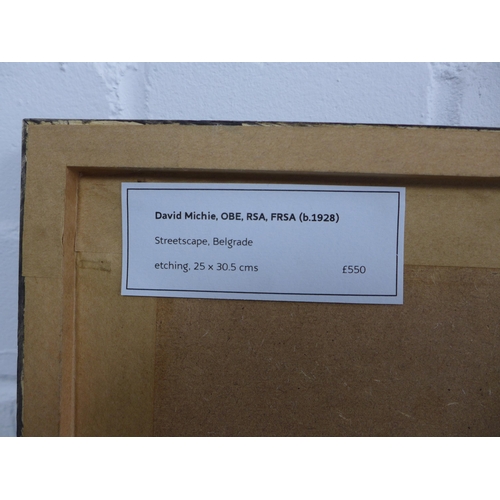 David Michie, OBE, RSA, FRSA (b.1928)
Streetscape, Belgrade
etching, 25 x 30.5 cms £550